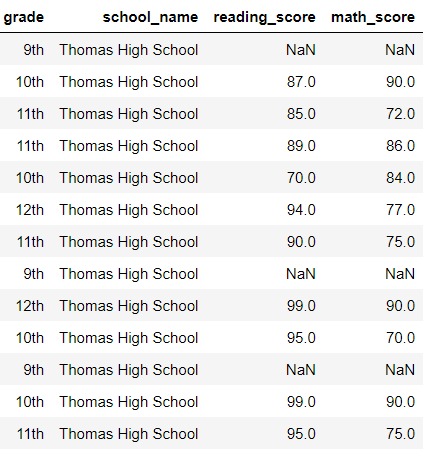 grade school_name reading_score math_score
9th Thomas High School NaN NaN
10th Thomas High School 87.0 90.0
11th Thomas High School 85.0 72.0
11th Thomas High School 89.0 86.0
10th Thomas High School 70.0 84.0
12th Thomas High School 94.0 77.0
11th Thomas High School 90.0 75.0
9th Thomas High School NaN NaN
12th Thomas High School 99.0 90.0
10th Thomas High School 95.0 70.0
9th Thomas High School NaN NaN
10th Thomas High School 99.0 90.0
11th Thomas High School 95.0 75.0